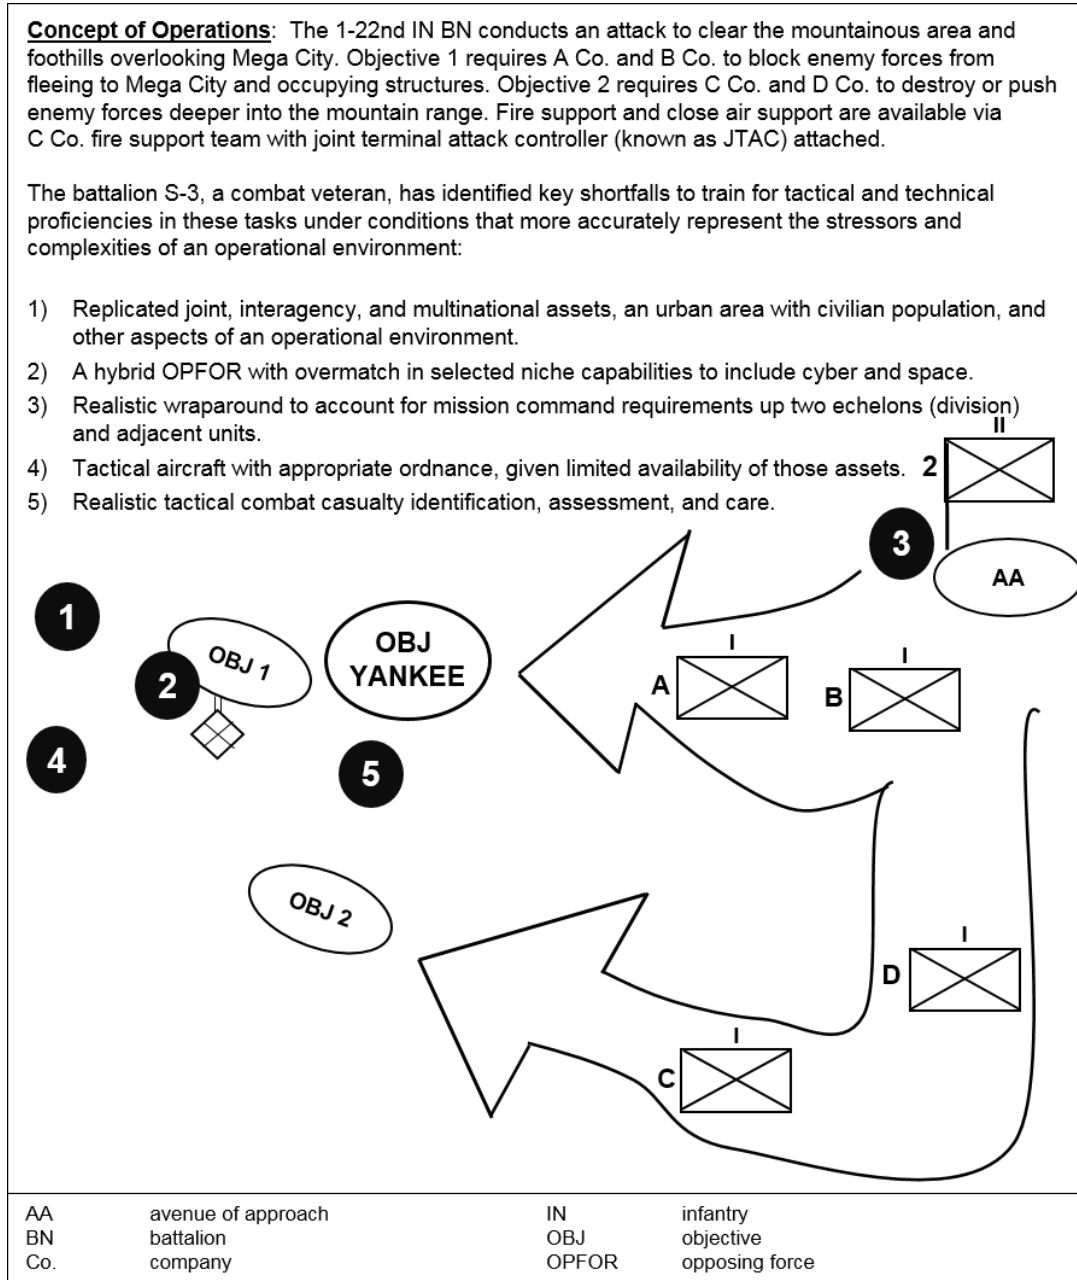 Concept of Operations:  The 1-22nd IN BN conducts an attack to clear the mountainous area and
foothills overlooking Mega City. Objective 1 requires A Co. and B Co. to block enemy forces from
fleeing to Mega City and occupying structures. Objective 2 requires C Co. and D Co. to destroy or push
enemy forces deeper into the mountain range. Fire support and close air support are available via
C Co. fire support team with joint terminal attack controller (known as JTAC) attached.
The battalion S-3, a combat veteran, has identified key shortfalls to train for tactical and technical
proficiencies in these tasks under conditions that more accurately represent the stressors and
complexities of an operational environment:
1) Replicated joint, interagency, and multinational assets, an urban area with civilian population, and
other aspects of an operational environment.
2) A hybrid OPFOR with overmatch in selected niche capabilities to include cyber and space.
3) Realistic wraparound to account for mission command requirements up two echelons (division)
and adjacent units.
4) Tactical aircraft with appropriate ordnance, given limited availability of those assets.
5) Realistic tactical combat casualty identification, assessment, and care.
II
2
3
AA
1
OBJ 1
2
OBJ
YANKEE
I
A
I
B
4
5
OBJ 2
I
D
I
C
AA avenue of approach IN infantry
BN battalion OBJ objective
Co. company OPFOR opposing force